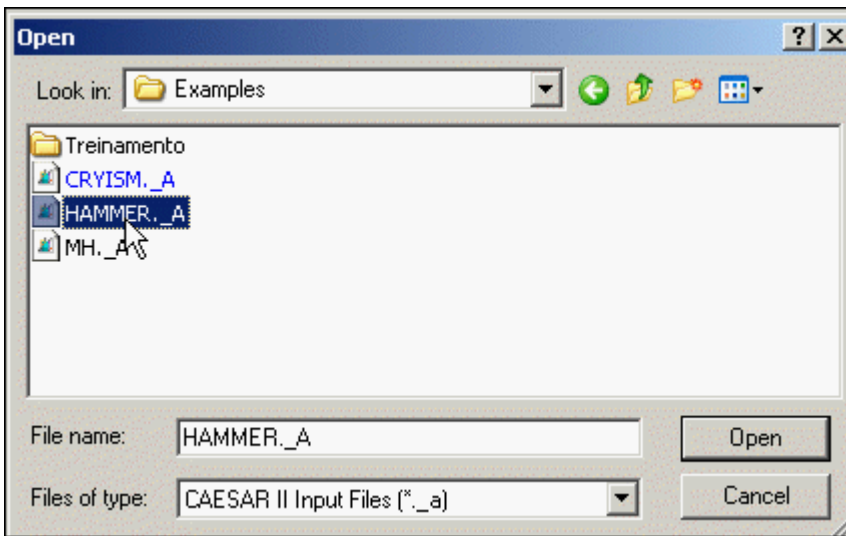 Open
Look in: Examples
Treinamento
CRYISM._A
HAMMER._A
MH._A
File name: HAMMER._A Open
Files of type: CAESAR II Input Files (*._a) Cancel